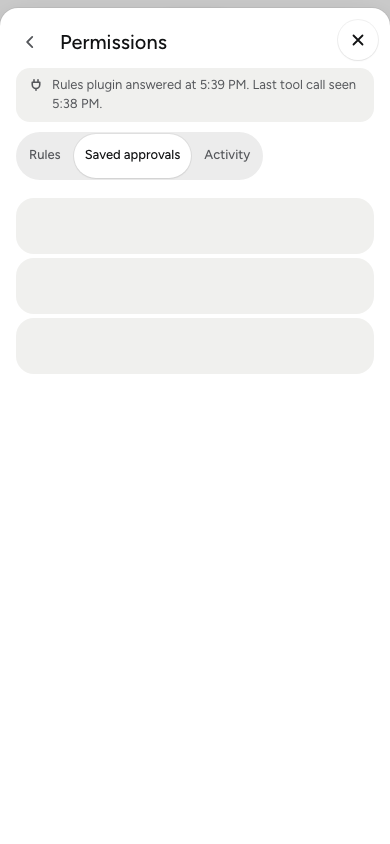 Permissions
Rules plugin answered at 5:39 PM. Last tool call seen
5:38 PM.
Rules
Saved approvals
Activity